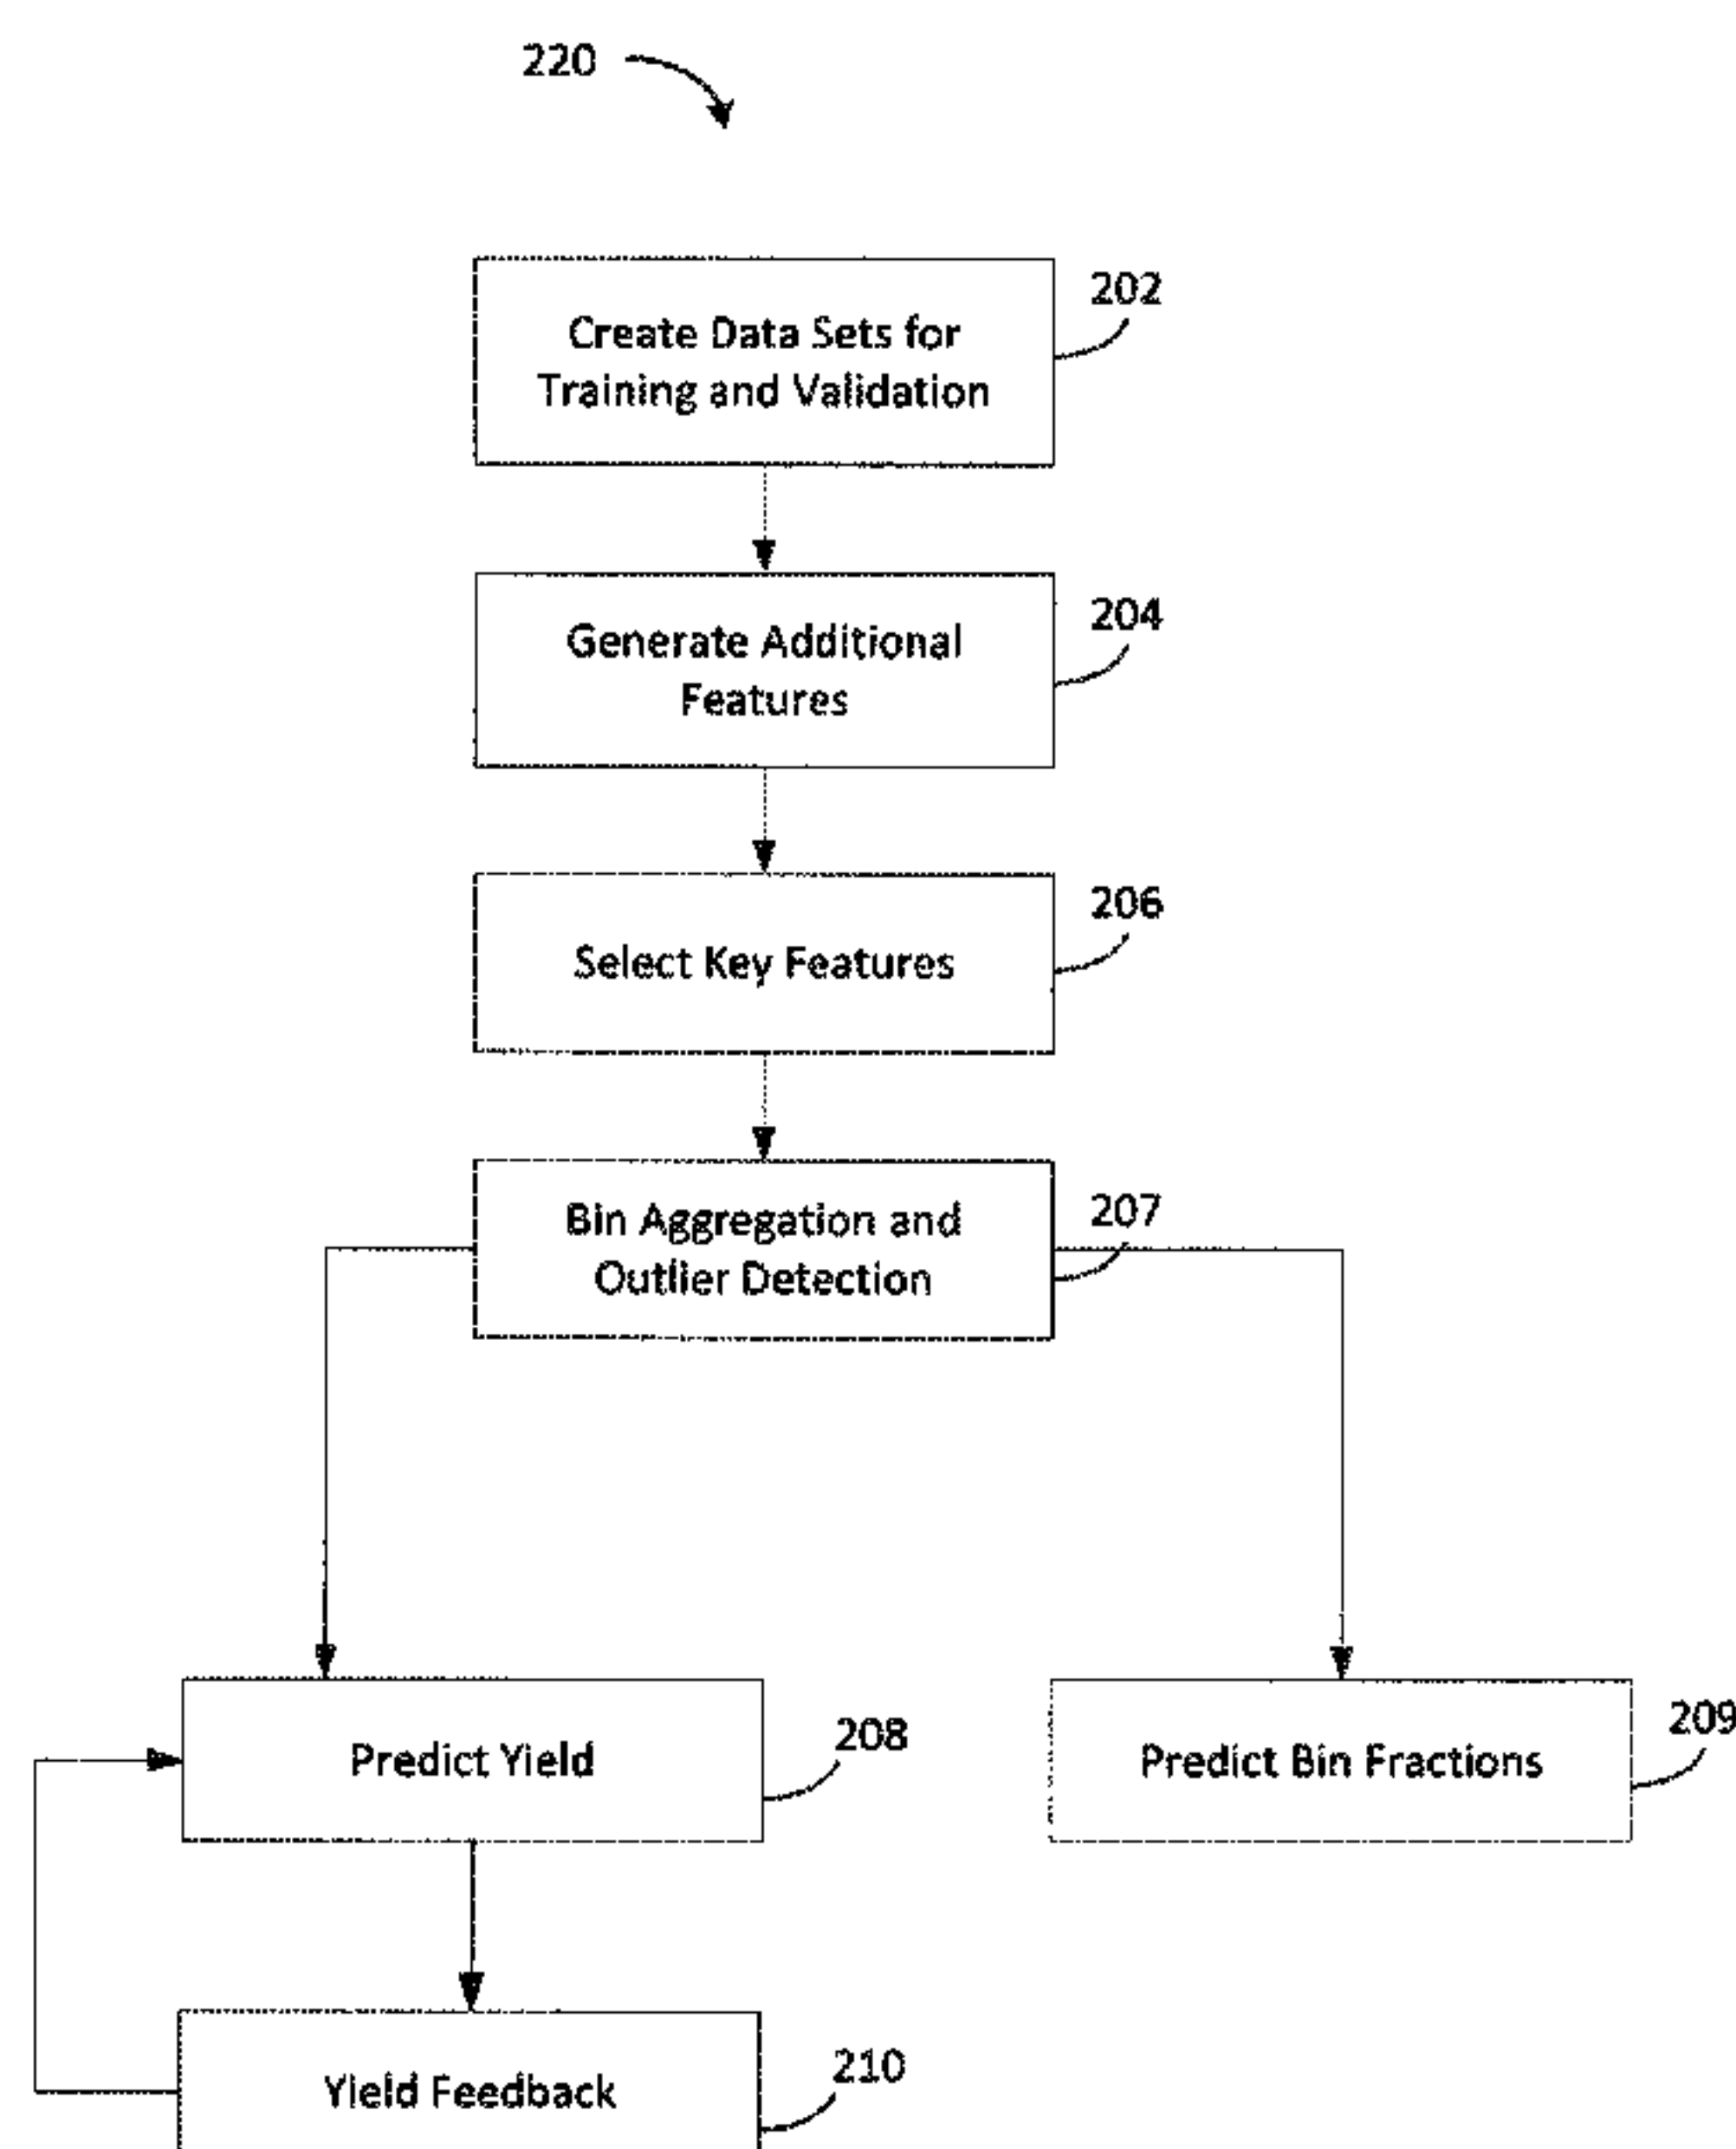 220
202
Create Data Sets for
Training and Validation
204
Generate Additional
Features
206
Select Key Features
207
Bin Aggregation and
Outlier Detection
208
Predict Yield
209
Predict Bin Fractions
210
Yield Feedback